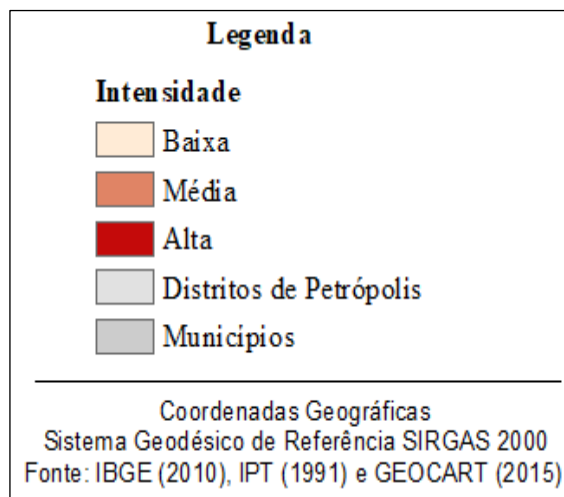 Legenda
Intensidade
Baixa
Média
Alta
Distritos de Petrópolis
Municípios
Coordenadas Geográficas
Sistema Geodésico de Referência SIRGAS 2000
Fonte: IBGE (2010), IPT (1991) e GEOCART (2015)